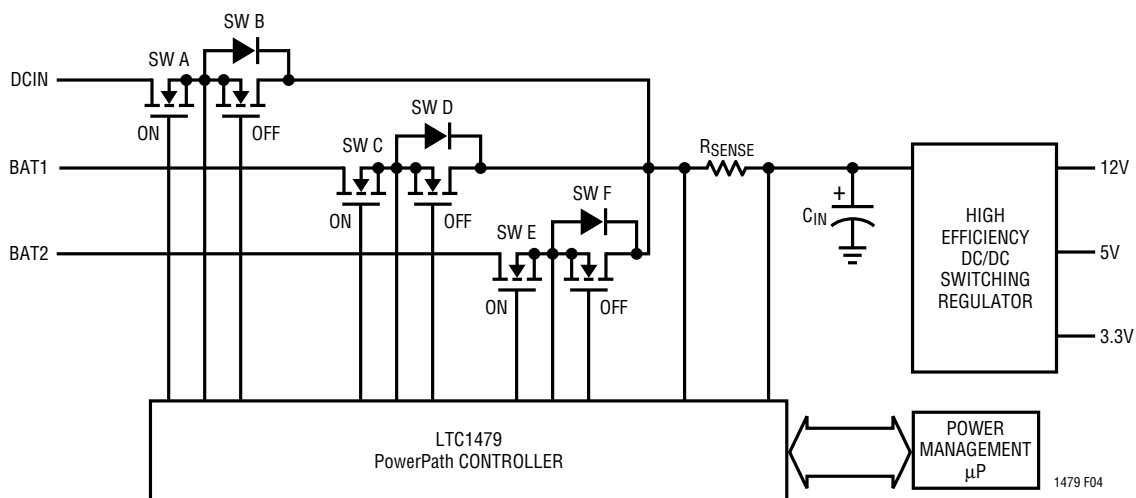 SW B
SW A
DCIN
ON
OFF
SW D
SW C
BAT1
ON
OFF
RSENSE
SW F
SW E
BAT2
ON
OFF
+
CIN
HIGH
EFFICIENCY
DC/DC
SWITCHING
REGULATOR
12V
5V
3.3V
LTC1479
PowerPath CONTROLLER
POWER
MANAGEMENT
µP
1479 F04